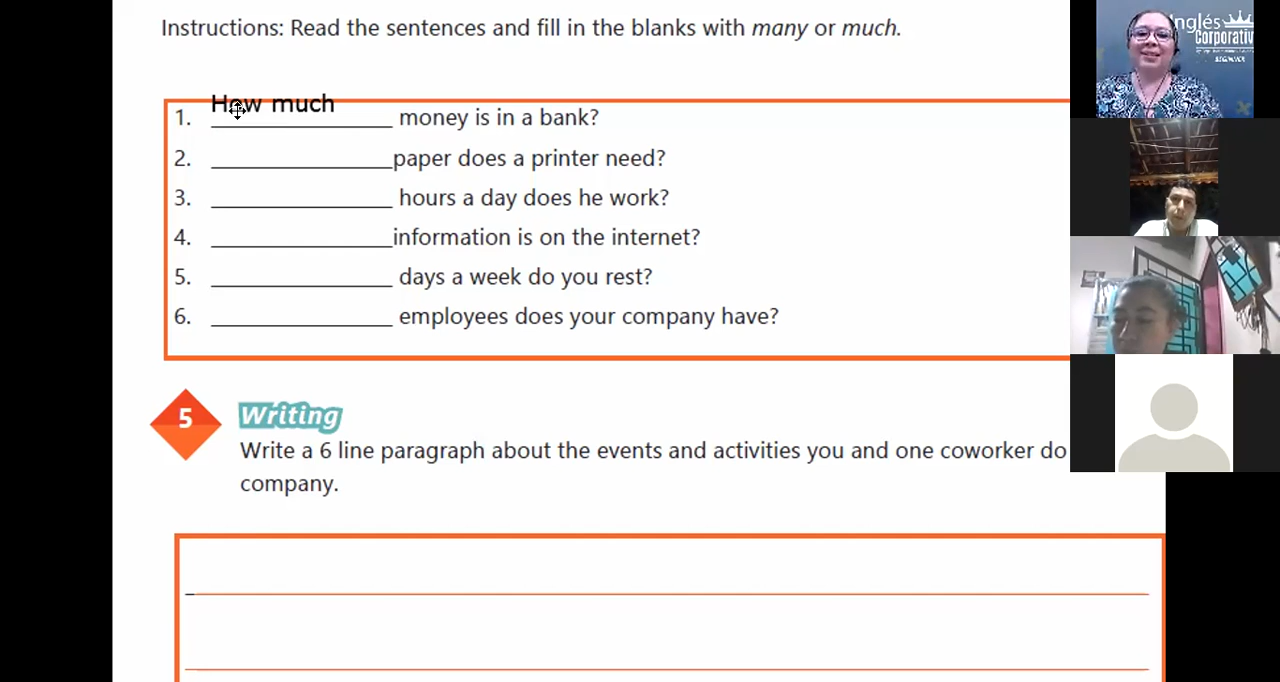 Instructions: Read the sentences and fill in the blanks with many or much.
How much
1. ________________ money is in a bank?
2. ________________paper does a printer need?
3. ________________ hours a day does he work?
4. ________________information is on the internet?
5. ________________ days a week do you rest?
6. ________________ employees does your company have?
5 Writing
Write a 6 line paragraph about the events and activities you and one coworker do
company.
Inglés
Corporativ
BEGINNER